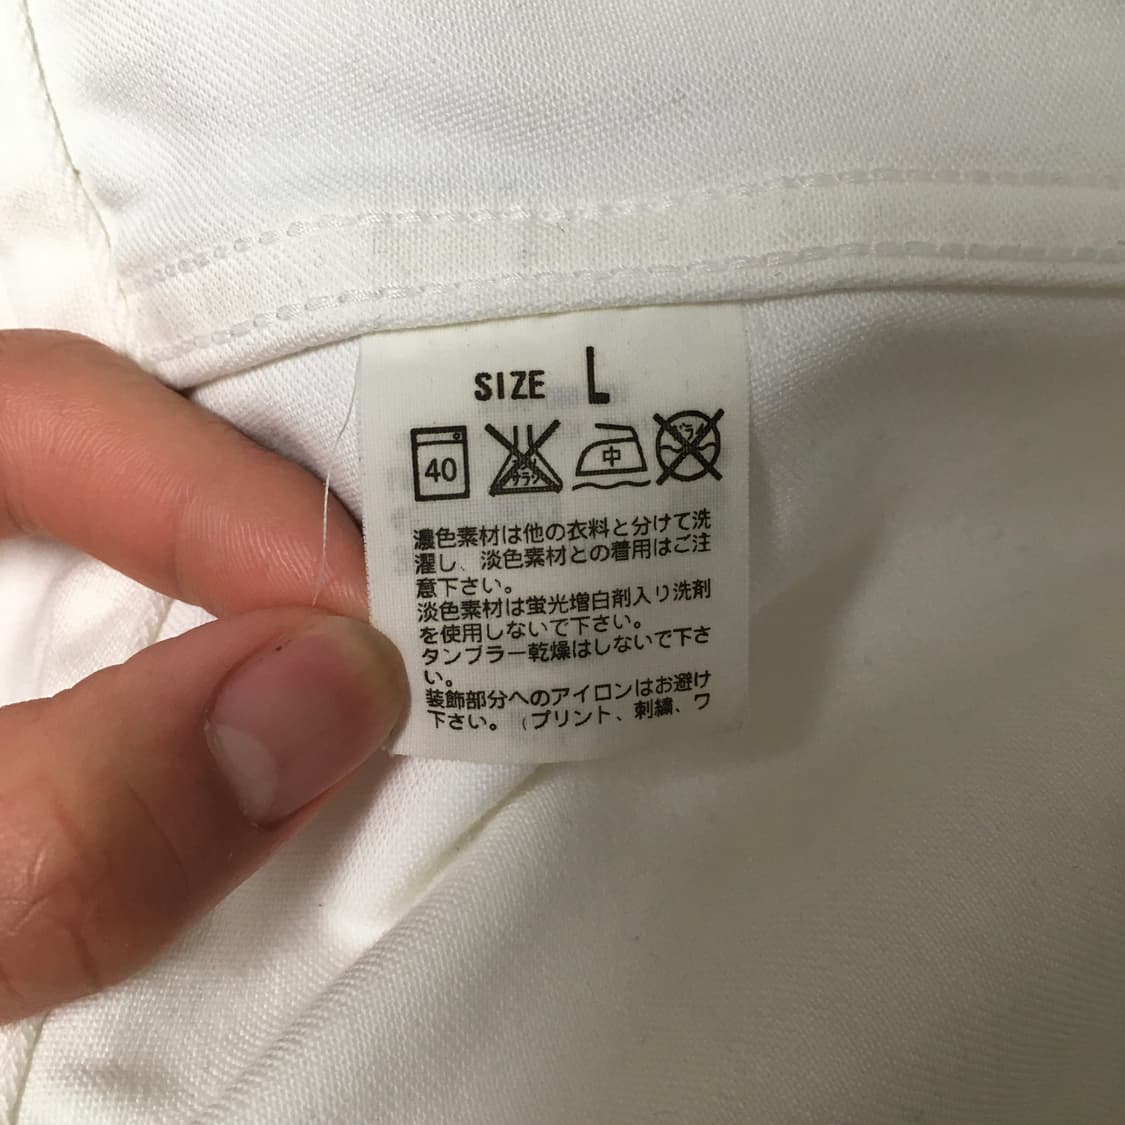 SIZE L
40 エンソ サラシ 中 ドライ
濃色素材は他の衣料と分けて洗
濯し、淡色素材との着用はご注
意下さい。
淡色素材は蛍光増白剤入り洗剤
を使用しないで下さい。
タンブラー乾燥はしないで下さ
い。
装飾部分へのアイロンはお避け
下さい。（プリント、刺繍、ワ